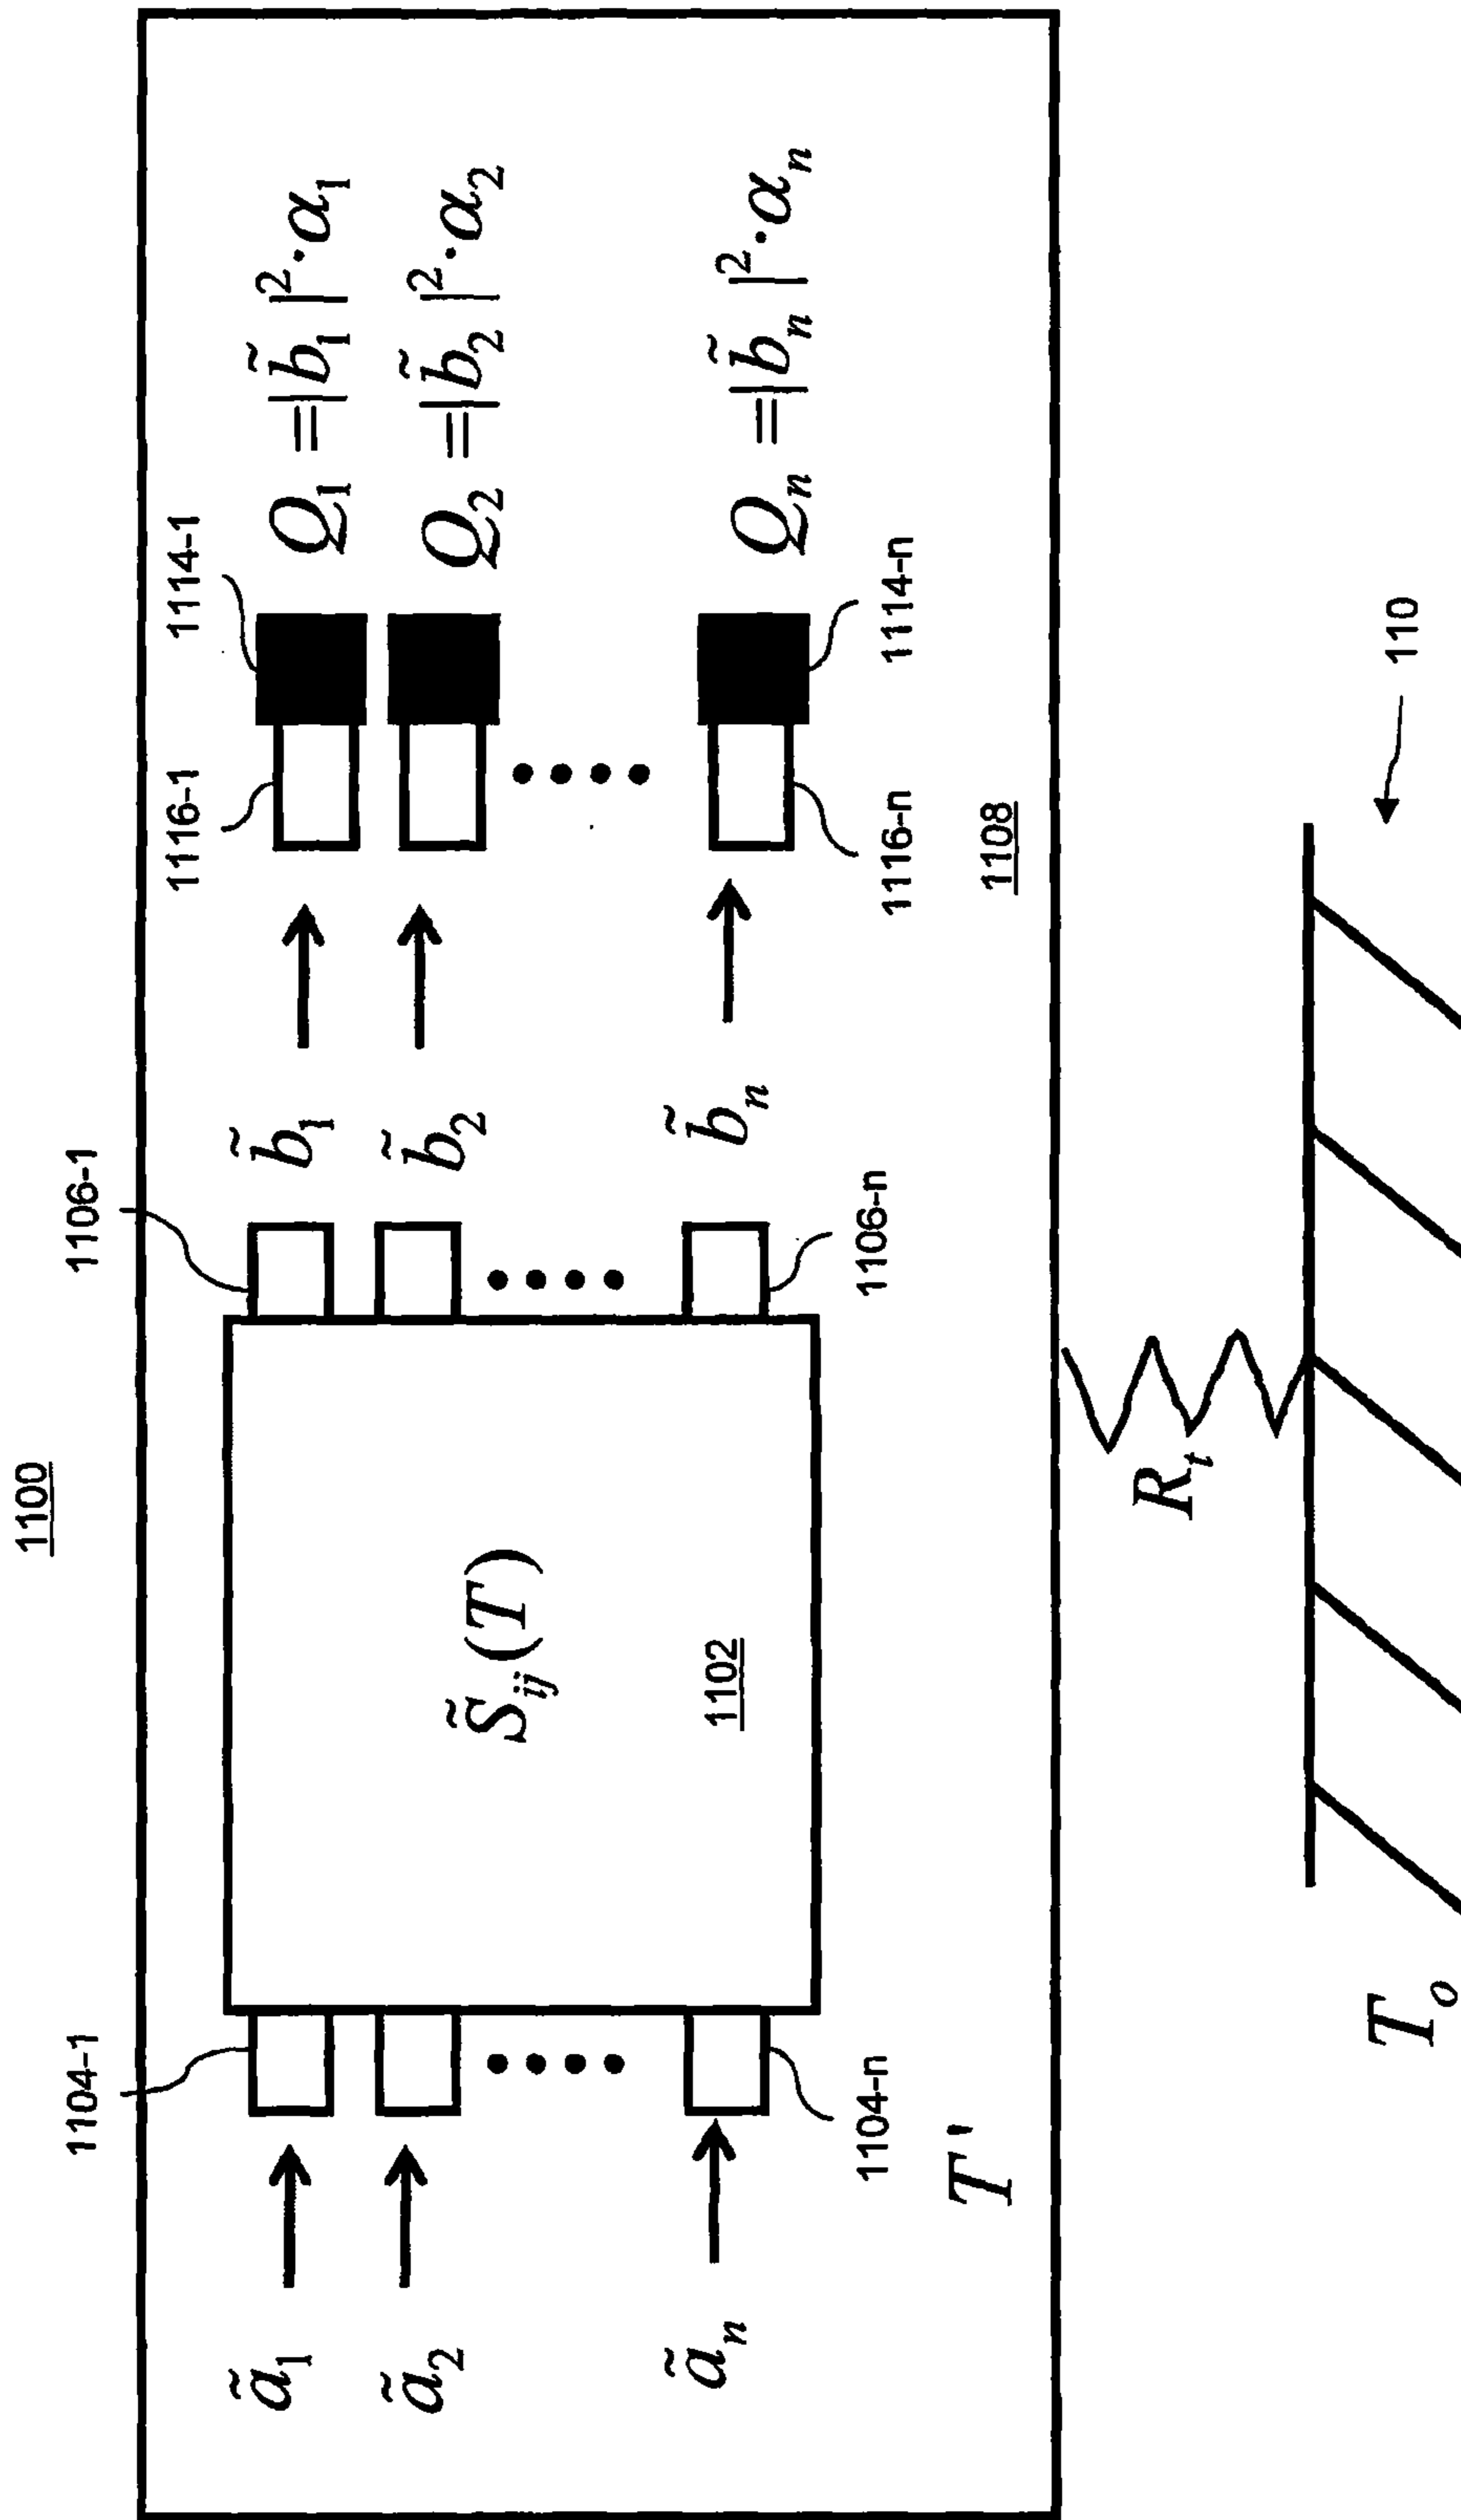 1100
1104-1
1106-1
1116-1
1114-1
ã₁
b̃₁
Q₁ =|b̃₁|²·α₁
ã₂
b̃₂
Q₂ =|b̃₂|²·α₂
S̃ᵢⱼ(T)
ãₙ
b̃ₙ
Qₙ =|b̃ₙ|²·αₙ
1102
1104-n
1106-n
1116-n
1114-n
T'
1108
Rₜ
Tₒ
110